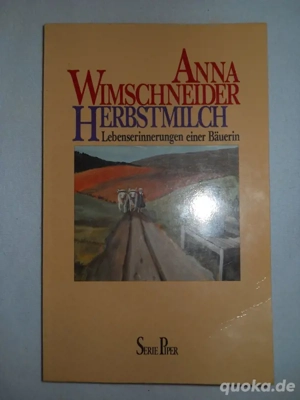 ANNA
WIMSCHNEIDER
HERBSTMILCH
Lebenserinnerungen einer Bäuerin
SERIE PIPER
quoka.de